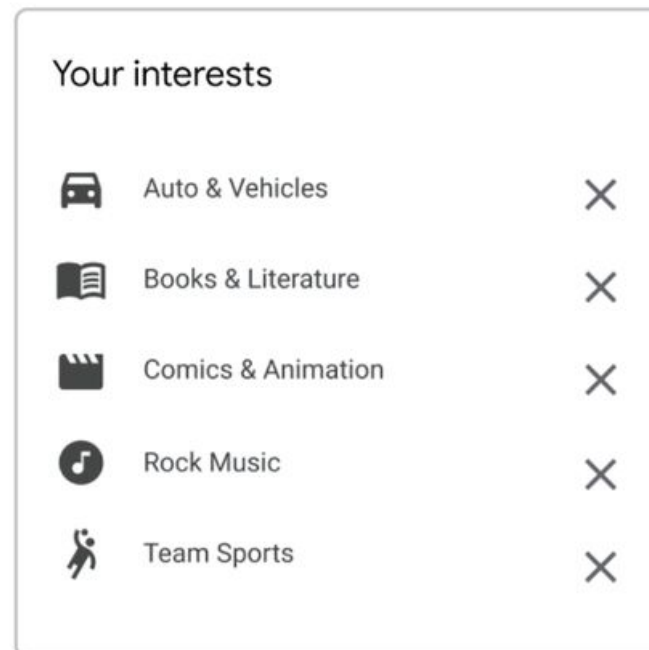 Your interests
Auto & Vehicles
Books & Literature
Comics & Animation
Rock Music
Team Sports